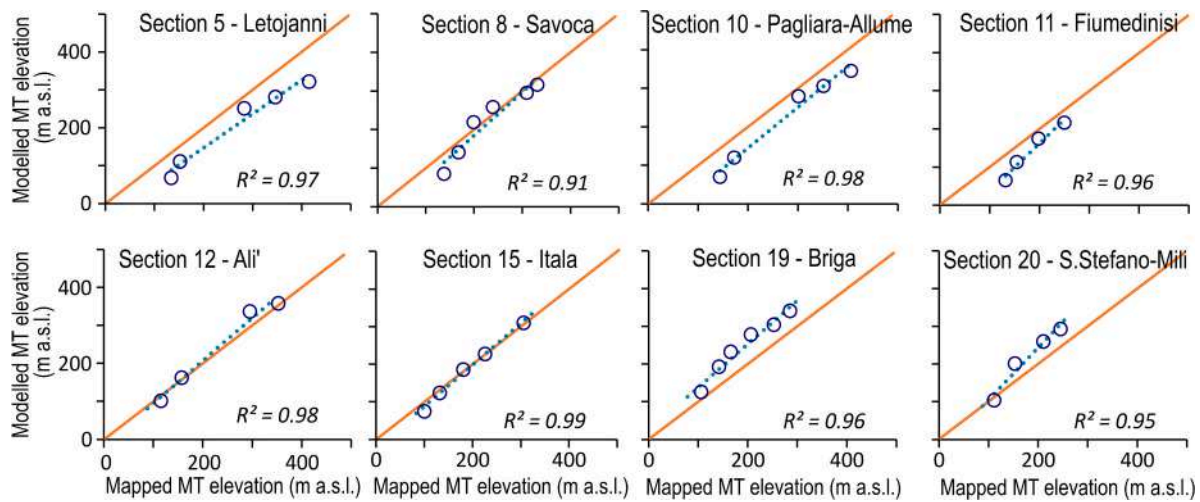 Section 5 - Letojanni
Section 8 - Savoca
Section 10 - Pagliara-Allume
Section 11 - Fiumedinisi
Modelled MT elevation
(m a.s.l.)
400
200
0
R² = 0.97
R² = 0.91
R² = 0.98
R² = 0.96
Section 12 - Ali'
Section 15 - Itala
Section 19 - Briga
Section 20 - S.Stefano-Mili
Modelled MT elevation
(m a.s.l.)
400
200
0
R² = 0.98
R² = 0.99
R² = 0.96
R² = 0.95
0 200 400
0 200 400
0 200 400
0 200 400
Mapped MT elevation (m a.s.l.)
Mapped MT elevation (m a.s.l.)
Mapped MT elevation (m a.s.l.)
Mapped MT elevation (m a.s.l.)